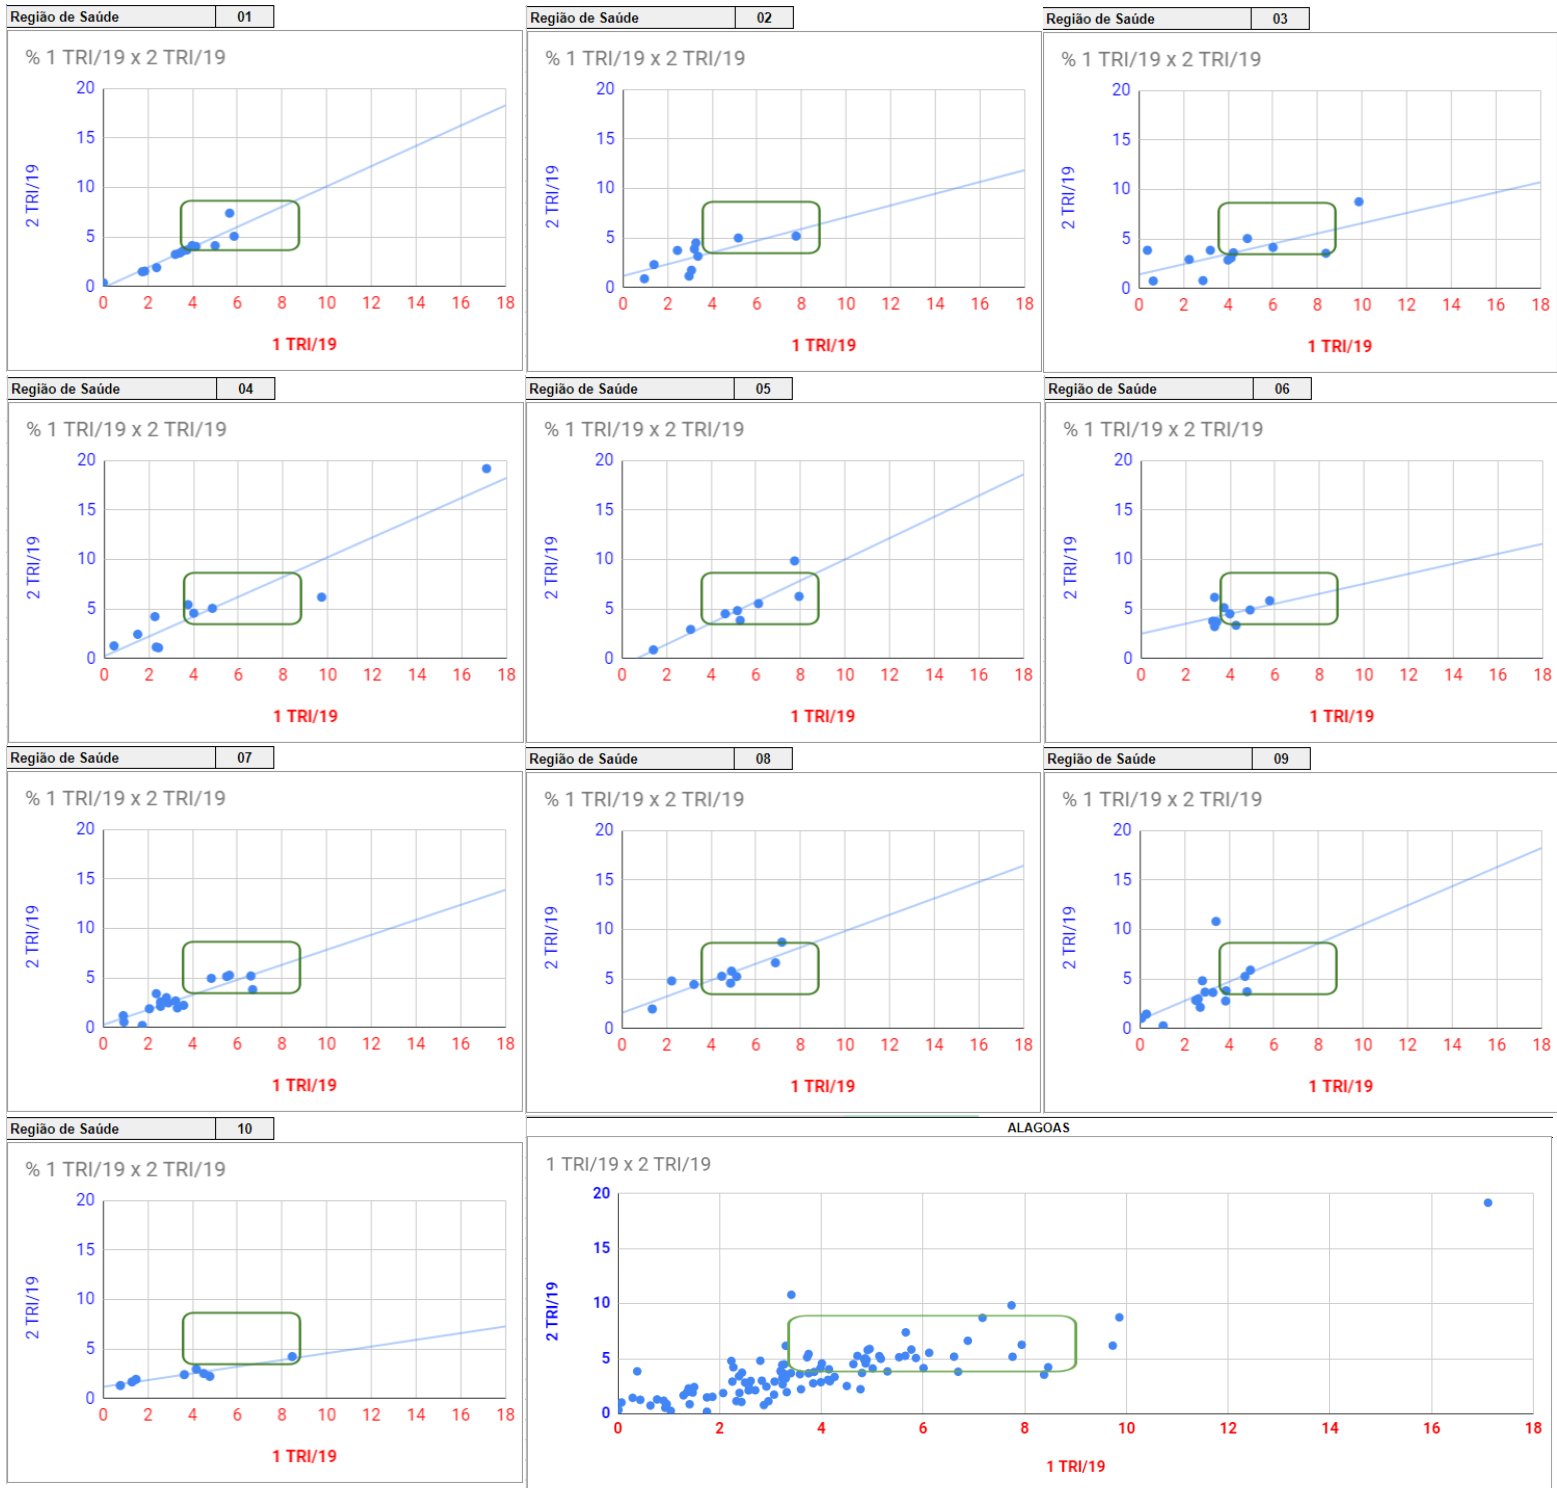 Região de Saúde 01
% 1 TRI/19 x 2 TRI/19
20
15
10
5
0
2 TRI/19
0 2 4 6 8 10 12 14 16 18
1 TRI/19
Região de Saúde 02
% 1 TRI/19 x 2 TRI/19
20
15
10
5
0
2 TRI/19
0 2 4 6 8 10 12 14 16 18
1 TRI/19
Região de Saúde 03
% 1 TRI/19 x 2 TRI/19
20
15
10
5
0
2 TRI/19
0 2 4 6 8 10 12 14 16 18
1 TRI/19
Região de Saúde 04
% 1 TRI/19 x 2 TRI/19
20
15
10
5
0
2 TRI/19
0 2 4 6 8 10 12 14 16 18
1 TRI/19
Região de Saúde 05
% 1 TRI/19 x 2 TRI/19
20
15
10
5
0
2 TRI/19
0 2 4 6 8 10 12 14 16 18
1 TRI/19
Região de Saúde 06
% 1 TRI/19 x 2 TRI/19
20
15
10
5
0
2 TRI/19
0 2 4 6 8 10 12 14 16 18
1 TRI/19
Região de Saúde 07
% 1 TRI/19 x 2 TRI/19
20
15
10
5
0
2 TRI/19
0 2 4 6 8 10 12 14 16 18
1 TRI/19
Região de Saúde 08
% 1 TRI/19 x 2 TRI/19
20
15
10
5
0
2 TRI/19
0 2 4 6 8 10 12 14 16 18
1 TRI/19
Região de Saúde 09
% 1 TRI/19 x 2 TRI/19
20
15
10
5
0
2 TRI/19
0 2 4 6 8 10 12 14 16 18
1 TRI/19
Região de Saúde 10
% 1 TRI/19 x 2 TRI/19
20
15
10
5
0
2 TRI/19
0 2 4 6 8 10 12 14 16 18
1 TRI/19
ALAGOAS
1 TRI/19 x 2 TRI/19
20
15
10
5
0
2 TRI/19
0 2 4 6 8 10 12 14 16 18
1 TRI/19